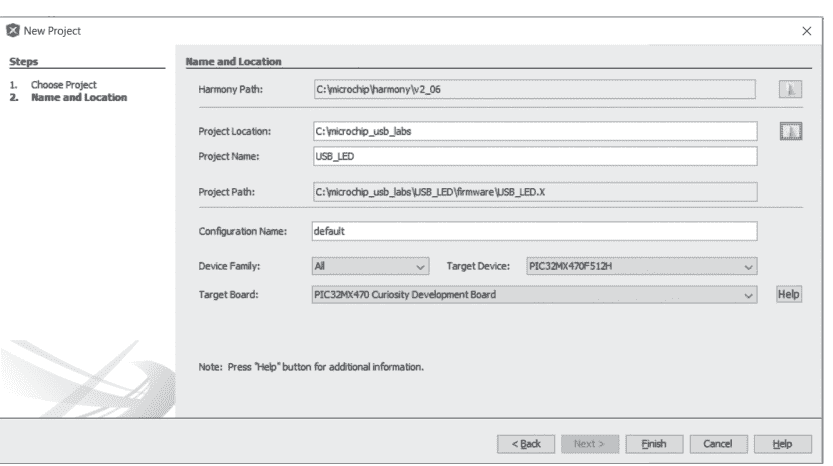 New Project
Steps
1. Choose Project
2. Name and Location
Name and Location
Harmony Path: C:\microchip\harmony\v2_06
Project Location: C:\microchip_usb_labs
Project Name: USB_LED
Project Path: C:\microchip_usb_labs\USB_LED\firmware\USB_LED.X
Configuration Name: default
Device Family: All Target Device: PIC32MX470F512H
Target Board: PIC32MX470 Curiosity Development Board Help
Note: Press "Help" button for additional information.
< Back Next > Finish Cancel Help